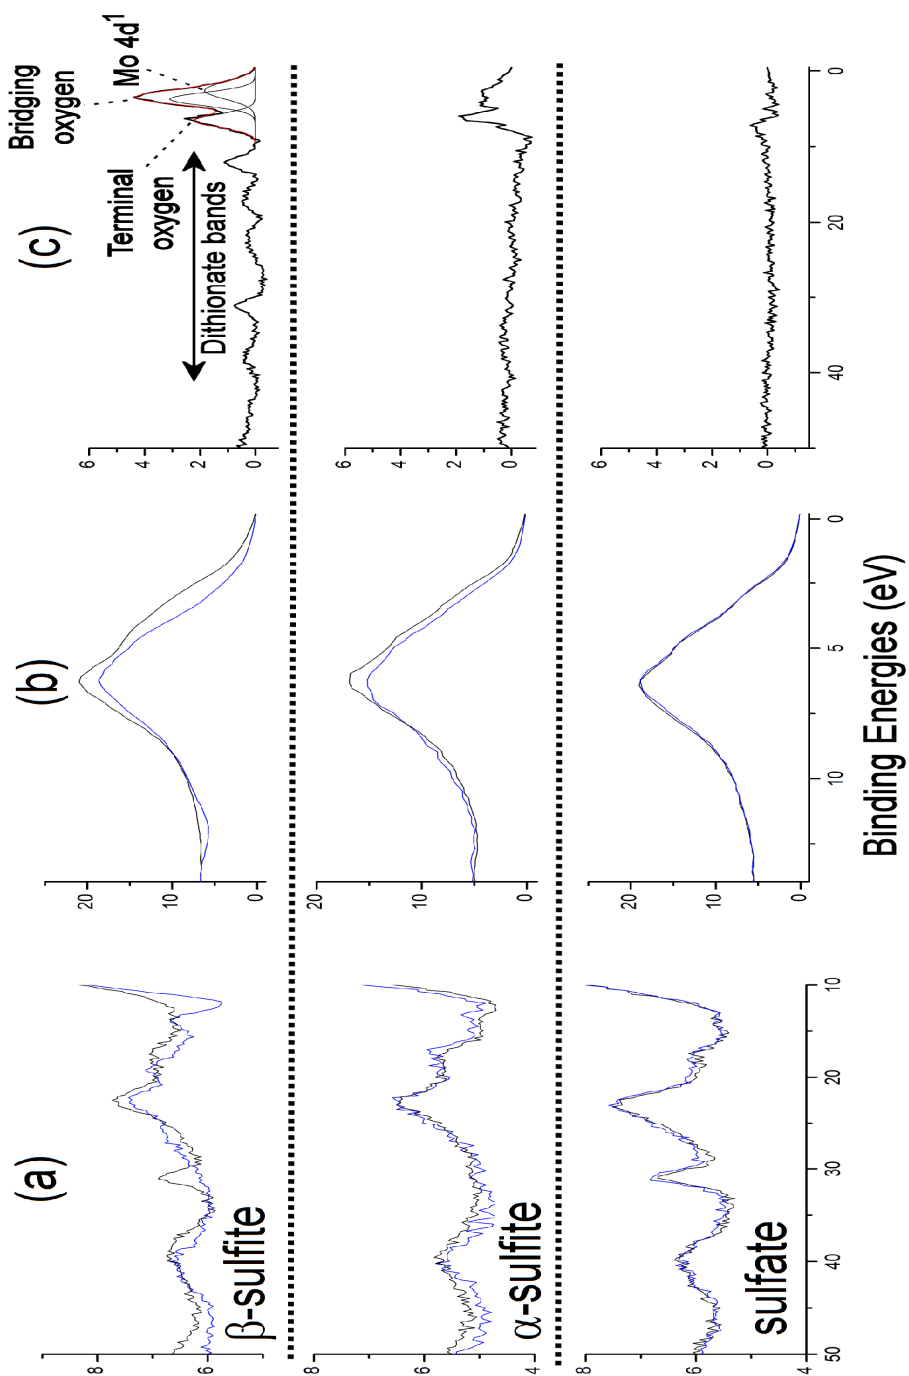 (a)
(b)
(c)
8
6
β-sulfite
20
10
0
6
4
2
0
Bridging
oxygen
Mo 4d¹
Terminal
oxygen
Dithionate bands
8
6
4
α-sulfite
20
10
0
6
4
2
0
8
6
4
sulfate
20
10
0
6
4
2
0
50 40 30 20 10
10 5 0
40 20 0
Binding Energies (eV)